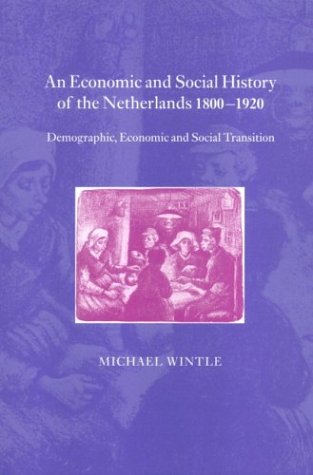 An Economic and Social History
of the Netherlands 1800–1920
Demographic, Economic and Social Transition
MICHAEL WINTLE